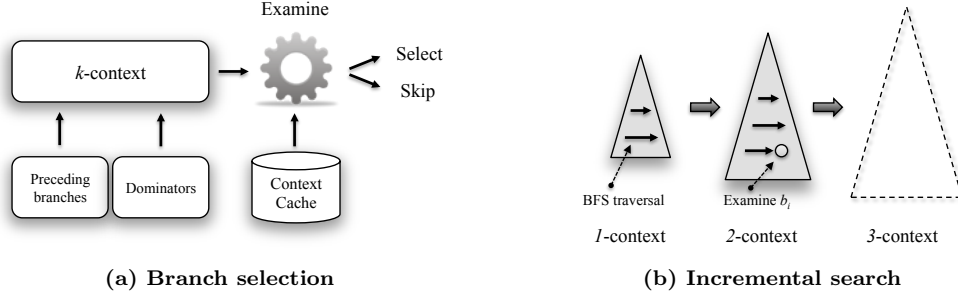 Examine
k-context
Select
Skip
Preceding
branches
Dominators
Context
Cache
(a) Branch selection
BFS traversal
Examine bᵢ
1-context
2-context
3-context
(b) Incremental search